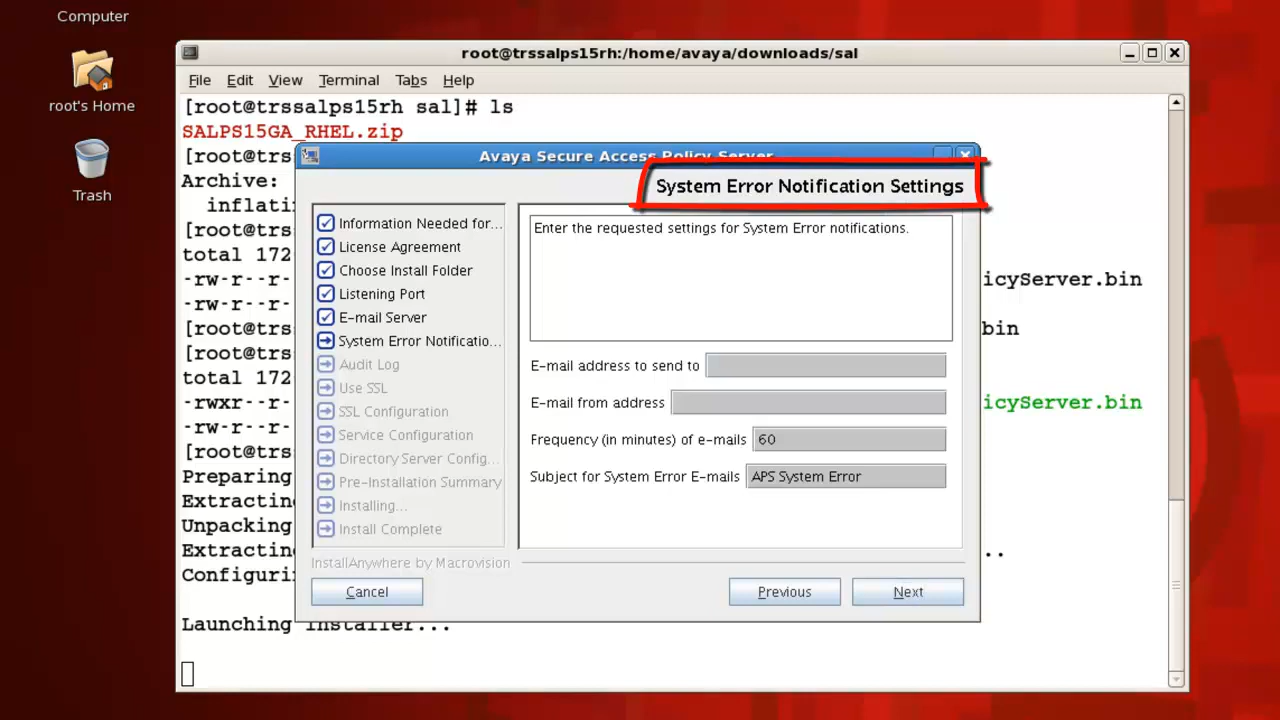 Computer
root's Home
Trash
root@trssalps15rh:/home/avaya/downloads/sal
File Edit View Terminal Tabs Help
[root@trssalps15rh sal]# ls
SALPS15GA_RHEL.zip
[root@trs
Archive:
inflati
[root@trs
total 172
-rw-r--r-
icyServer.bin
-rw-r--r-
[root@trs
bin
[root@trs
total 172
-rwxr--r-
icyServer.bin
-rw-r--r-
[root@trs
Preparing
Extracting
Unpacking
Extracting
..
Configuri
Launching installer...
Avaya Secure Access Policy Server
System Error Notification Settings
Information Needed for...
License Agreement
Choose Install Folder
Listening Port
E-mail Server
System Error Notificatio...
Audit Log
Use SSL
SSL Configuration
Service Configuration
Directory Server Config...
Pre-Installation Summary
Installing...
Install Complete
Enter the requested settings for System Error notifications.
E-mail address to send to
E-mail from address
Frequency (in minutes) of e-mails 60
Subject for System Error E-mails APS System Error
InstallAnywhere by Macrovision
Cancel
Previous
Next